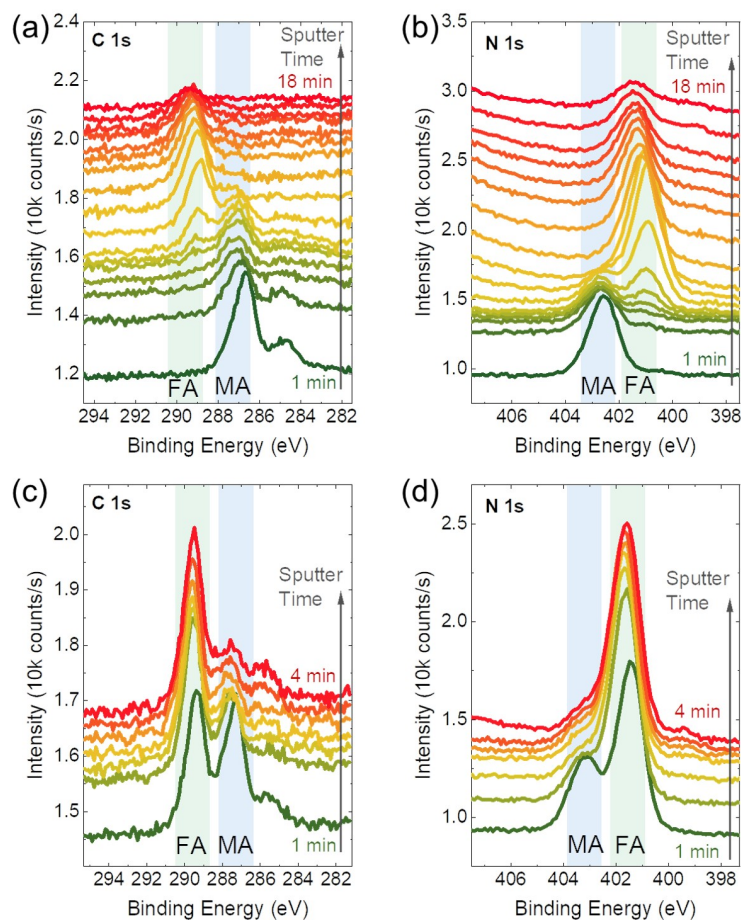 (a)
C 1s
Sputter
Time
18 min
2.2
2.1
2.0
1.8
1.6
1.4
1.2
Intensity (10k counts/s)
FA
MA
1 min
294 292 290 288 286 284 282
Binding Energy (eV)
(b)
N 1s
Sputter
Time
18 min
3.5
3.0
2.5
2.0
1.5
1.0
Intensity (10k counts/s)
MA
FA
1 min
406 404 402 400 398
Binding Energy (eV)
(c)
C 1s
Sputter
Time
4 min
2.0
1.9
1.8
1.7
1.6
1.5
Intensity (10k counts/s)
FA
MA
1 min
294 292 290 288 286 284 282
Binding Energy (eV)
(d)
N 1s
Sputter
Time
4 min
2.5
2.0
1.5
1.0
Intensity (10k counts/s)
MA
FA
1 min
406 404 402 400 398
Binding Energy (eV)